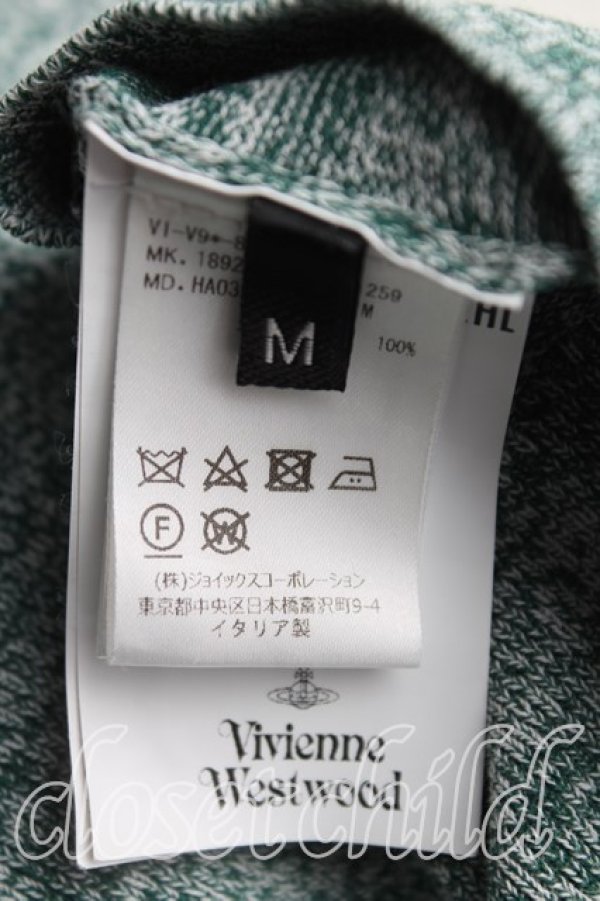 VI-V9*-8
MK. 1892
MD. HA03 259
M
M
100%
.HL
F
W
(株)ジョイックスコーポレーション
東京都中央区日本橋富沢町9-4
イタリア製
Vivienne
Westwood
closet child